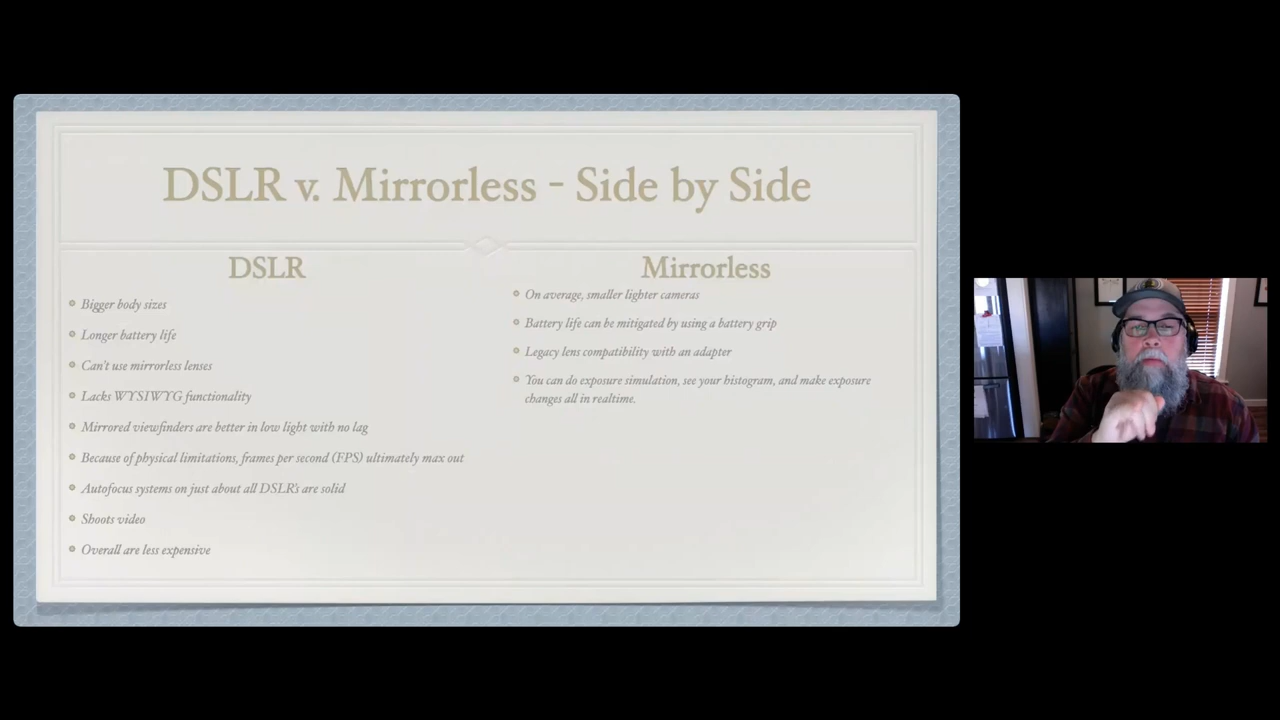 DSLR v. Mirrorless - Side by Side
DSLR
Bigger body sizes
Longer battery life
Can't use mirrorless lenses
Lacks WYSIWYG functionality
Mirrored viewfinders are better in low light with no lag
Because of physical limitations, frames per second (FPS) ultimately max out
Autofocus systems on just about all DSLR's are solid
Shoots video
Overall are less expensive
Mirrorless
On average, smaller lighter cameras
Battery life can be mitigated by using a battery grip
Legacy lens compatibility with an adapter
You can do exposure simulation, see your histogram, and make exposure
changes all in realtime.